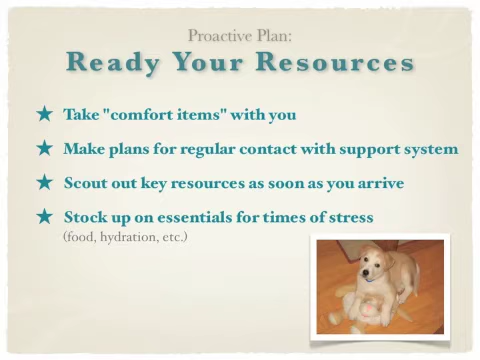 Proactive Plan:
Ready Your Resources
Take "comfort items" with you
Make plans for regular contact with support system
Scout out key resources as soon as you arrive
Stock up on essentials for times of stress
(food, hydration, etc.)